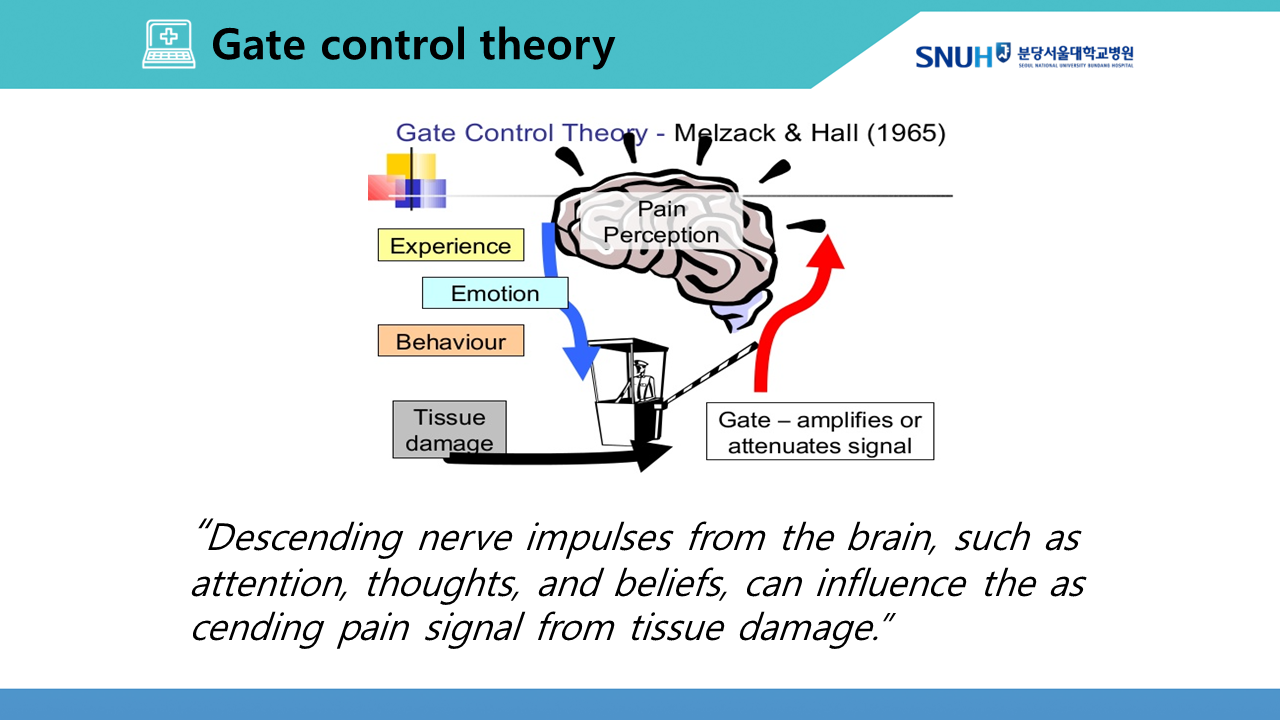 Gate control theory
SNUH 분당서울대학교병원
SEOUL NATIONAL UNIVERSITY BUNDANG HOSPITAL
Gate Control Theory - Melzack & Hall (1965)
Pain
Perception
Experience
Emotion
Behaviour
Tissue
damage
Gate – amplifies or
attenuates signal
“Descending nerve impulses from the brain, such as
attention, thoughts, and beliefs, can influence the as
cending pain signal from tissue damage.”